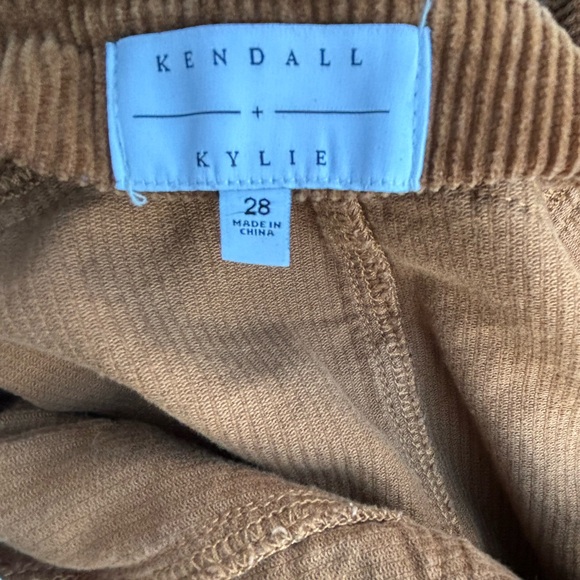 KENDALL
+
KYLIE
28
MADE IN
CHINA